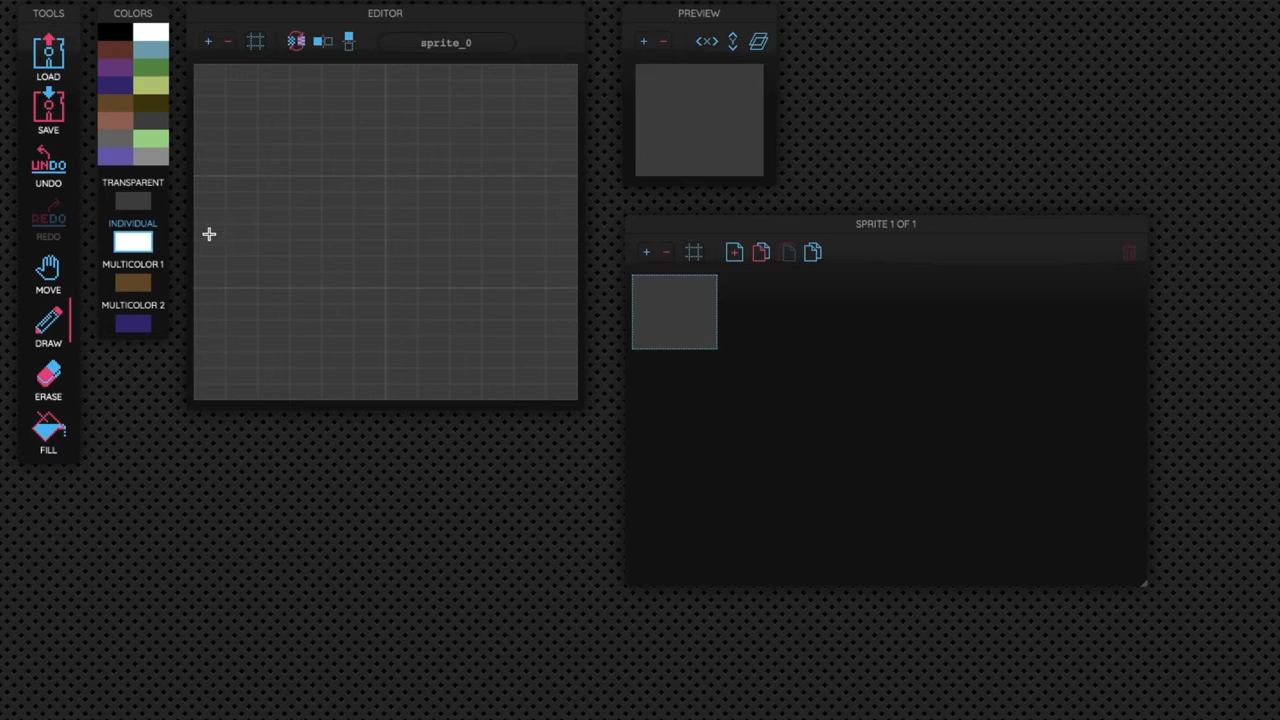 TOOLS
LOAD
SAVE
UNDO
UNDO
REDO
REDO
MOVE
DRAW
ERASE
FILL
COLORS
TRANSPARENT
INDIVIDUAL
MULTICOLOR 1
MULTICOLOR 2
EDITOR
sprite_0
PREVIEW
SPRITE 1 OF 1